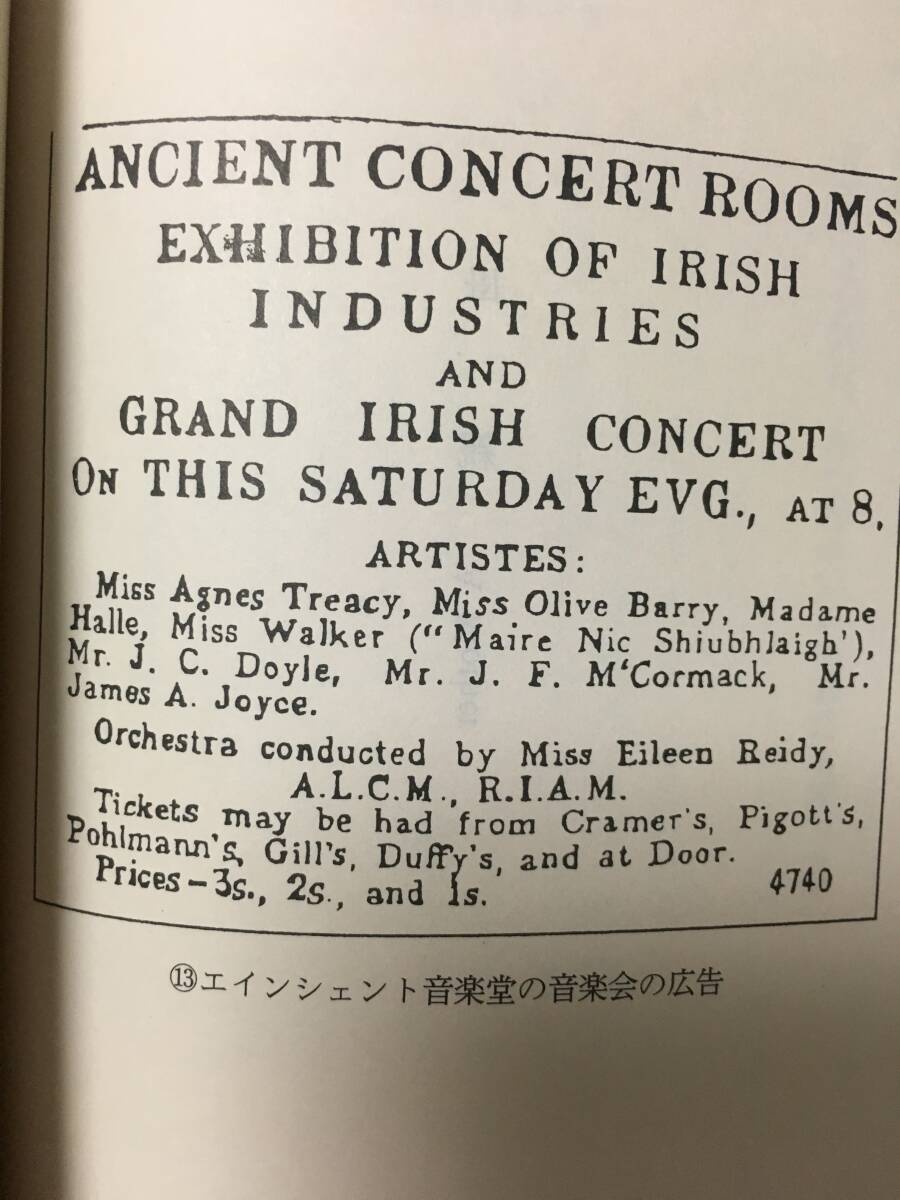 ANCIENT CONCERT ROOMS
EXHIBITION OF IRISH
INDUSTRIES
AND
GRAND IRISH CONCERT
ON THIS SATURDAY EVG., AT 8,
ARTISTES:
Miss Agnes Treacy, Miss Olive Barry, Madame
Halle, Miss Walker (“Maire Nic Shiubhlaigh’),
Mr. J. C. Doyle, Mr. J. F. M‘Cormack, Mr.
James A. Joyce.
Orchestra conducted by Miss Eileen Reidy,
A.L.C.M., R.I.A.M.
Tickets may be had from Cramer's, Pigott's,
Pohlmann's, Gill's, Duffy's, and at Door.
Prices-3s., 2s., and 1s. 4740
⑬エインシェント音楽堂の音楽会の広告